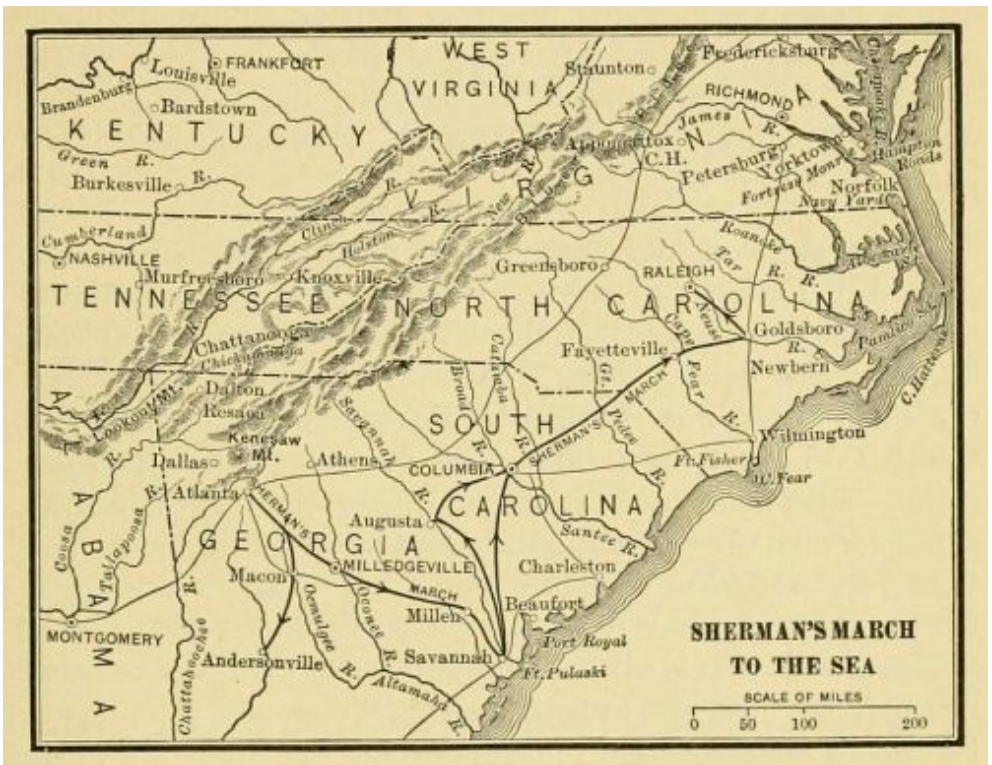 WEST
VIRGINIA
FRANKFORT
Louisville
Brandenburg
Bardstown
KENTUCKY
Green R.
Burkesville
R.
Staunton
Fredericksburg
RICHMOND
James
R.
Appomattox
C.H.
Petersburg
Yorktown
Fortress Monroe
Hampton
Roads
Norfolk
Navy Yard
VIRGINIA
Clinch
R.
Holston
R.
New
R.
Cumberland
NASHVILLE
Murfreesboro
Knoxville
TENNESSEE
Chattanooga
Chickamauga
Lookout Mt.
Dalton
Resaca
Greensboro
RALEIGH
Roanoke
R.
Tar
R.
Neuse
R.
NORTH CAROLINA
Goldsboro
Fayetteville
Cape
Fear
R.
Newbern
Pamlico
C. Hatteras
Broad
R.
Catawba
R.
Gt.
Pedee
R.
SOUTH
CAROLINA
COLUMBIA
SHERMAN'S MARCH
Wilmington
Ft. Fisher
C. Fear
Savannah
R.
Kenesaw
Mt.
Dallas
Athens
Atlanta
SHERMAN'S
MARCH
GEORGIA
Augusta
Santee R.
Charleston
Macon
MILLEDGEVILLE
Millen
Beaufort
Port Royal
Savannah
Ft. Pulaski
Andersonville
Ocmulgee
R.
Oconee
R.
Altamaha
R.
Coosa
R.
Tallapoosa
R.
Chattahoochee
R.
MONTGOMERY
ALABAMA
SHERMAN'S MARCH
TO THE SEA
SCALE OF MILES
0 50 100 200